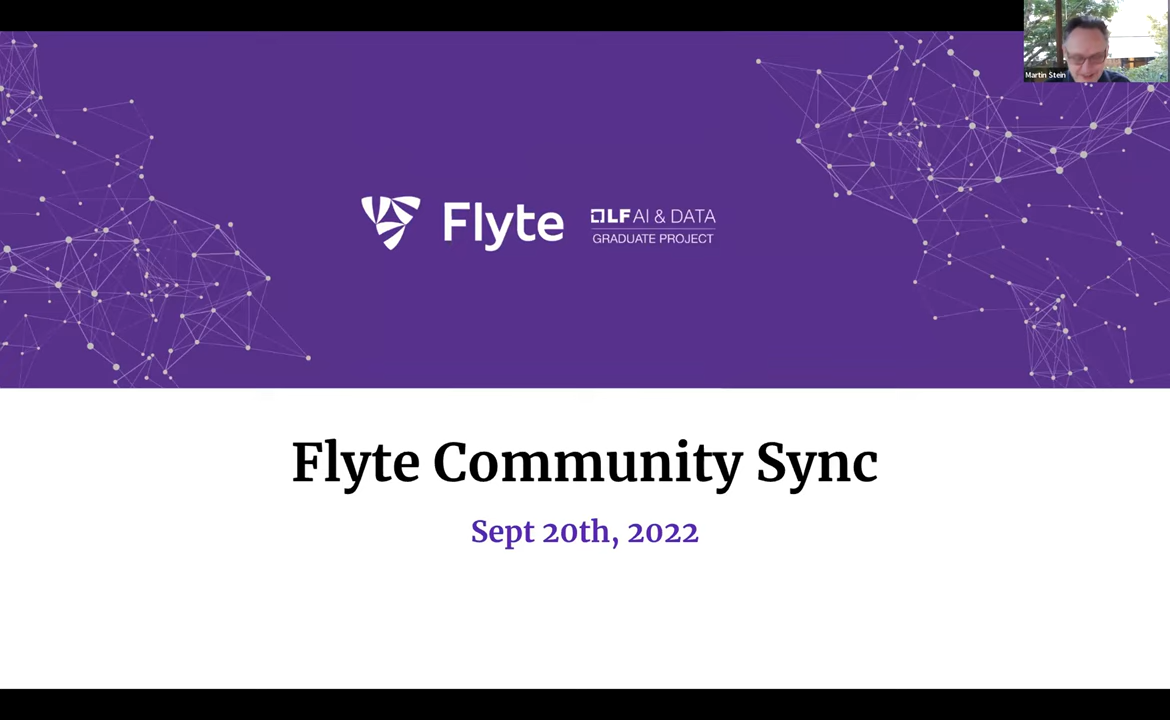 Martin Stein
Flyte
LF AI & DATA
GRADUATE PROJECT
Flyte Community Sync
Sept 20th, 2022